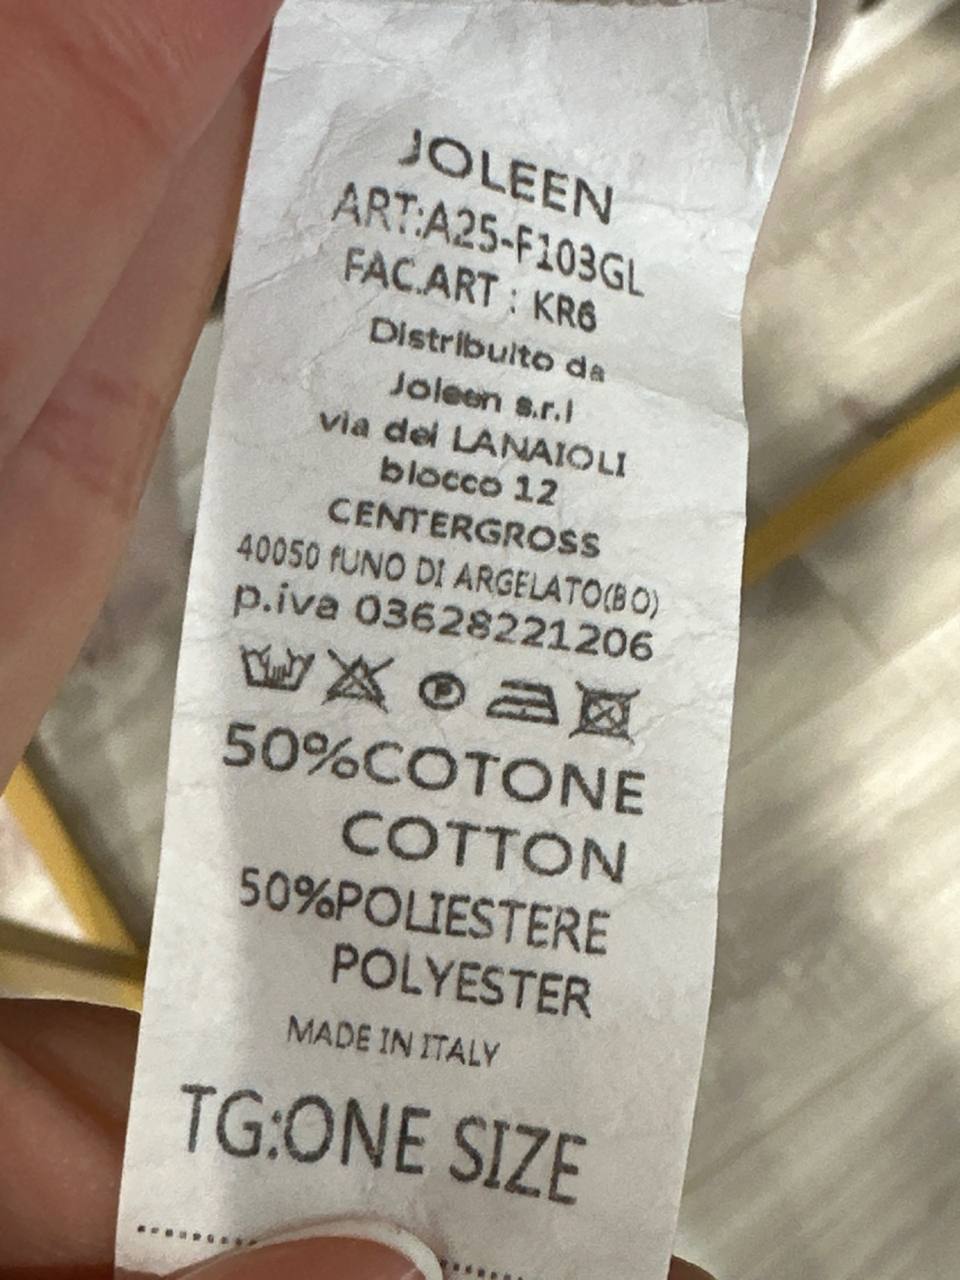 JOLEEN
ART:A25-F103GL
FAC.ART : KR6
Distribuito da
Joleen s.r.l
via dei LANAIOLI
blocco 12
CENTERGROSS
40050 fUNO DI ARGELATO(BO)
p.iva 03628221206
P
50%COTONE
COTTON
50%POLIESTERE
POLYESTER
MADE IN ITALY
TG:ONE SIZE